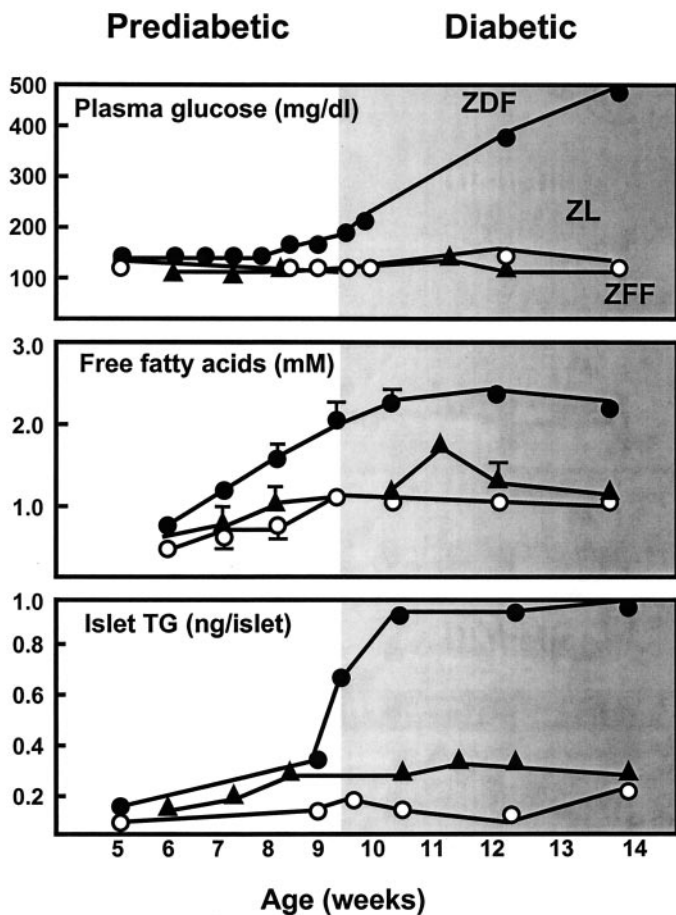 Prediabetic Diabetic
500
Plasma glucose (mg/dl)
ZDF
400
300
ZL
200
100
ZFF
3.0
Free fatty acids (mM)
2.0
1.0
1.0
Islet TG (ng/islet)
0.8
0.6
0.4
0.2
5 6 7 8 9 10 11 12 13 14
Age (weeks)